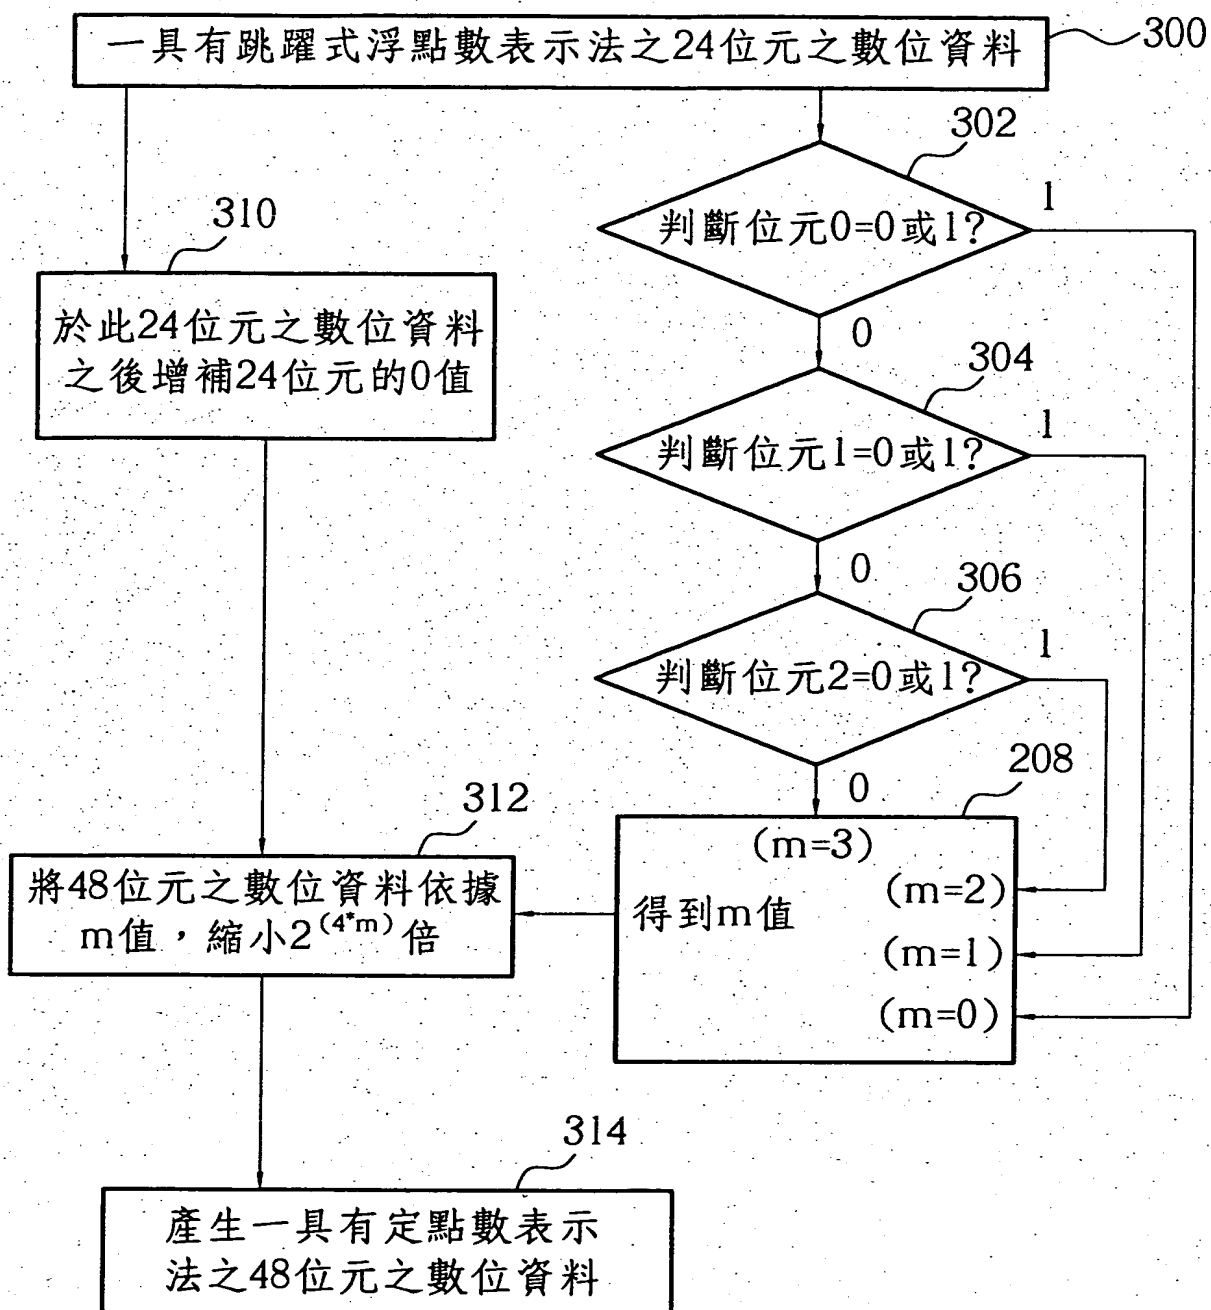 一具有跳躍式浮點數表示法之24位元之數位資料
300
302
判斷位元0=0或1?
1
0
310
於此24位元之數位資料
之後增補24位元的0值
304
判斷位元1=0或1?
1
0
306
判斷位元2=0或1?
1
0
208
(m=3)
(m=2)
得到m值
(m=1)
(m=0)
312
將48位元之數位資料依據
m值，縮小2^(4*m)倍
314
產生一具有定點數表示
法之48位元之數位資料